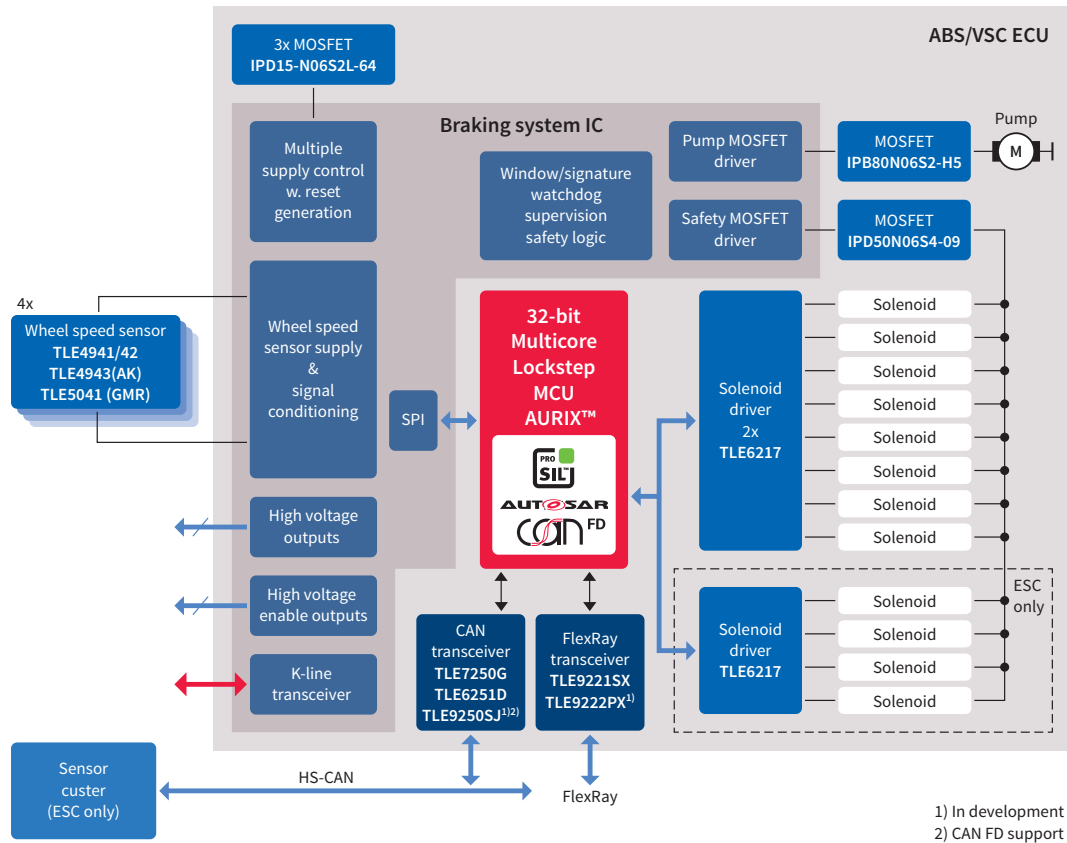 ABS/VSC ECU
3x MOSFET
IPD15-N06S2L-64
Braking system IC
Multiple
supply control
w. reset
generation
Window/signature
watchdog
supervision
safety logic
Pump MOSFET
driver
MOSFET
IPB80N06S2-H5
Pump
M
Safety MOSFET
driver
MOSFET
IPD50N06S4-09
4x
Wheel speed sensor
TLE4941/42
TLE4943(AK)
TLE5041 (GMR)
Wheel speed
sensor supply
&
signal
conditioning
SPI
32-bit
Multicore
Lockstep
MCU
AURIX™
PRO
SIL™
AUTOSAR
CAN FD
Solenoid
driver
2x
TLE6217
Solenoid
Solenoid
Solenoid
Solenoid
Solenoid
Solenoid
Solenoid
Solenoid
High voltage
outputs
High voltage
enable outputs
K-line
transceiver
CAN
transceiver
TLE7250G
TLE6251D
TLE9250SJ1)2)
FlexRay
transceiver
TLE9221SX
TLE9222PX1)
Solenoid
driver
TLE6217
Solenoid
Solenoid
Solenoid
Solenoid
ESC
only
Sensor
custer
(ESC only)
HS-CAN
FlexRay
1) In development
2) CAN FD support